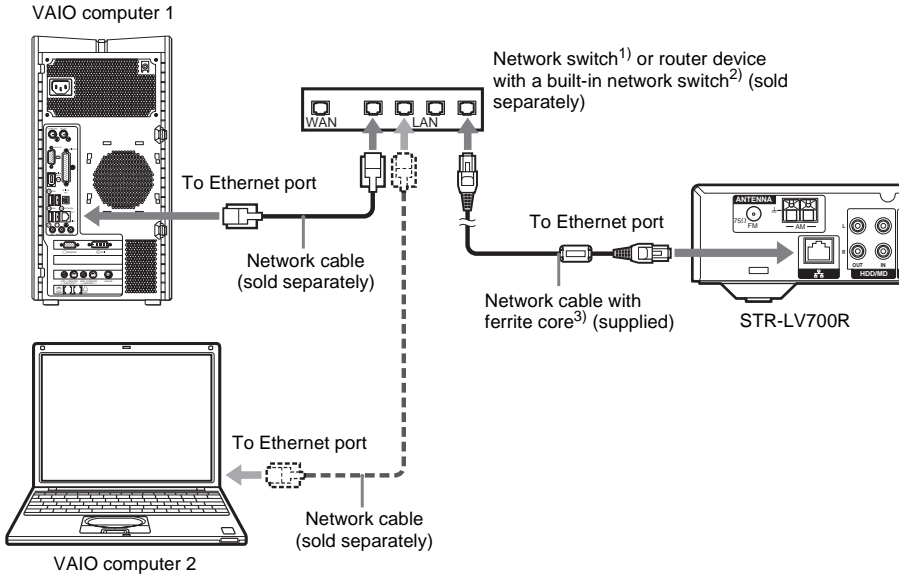 VAIO computer 1
Network switch1) or router device
with a built-in network switch2) (sold
separately)
WAN
LAN
To Ethernet port
Network cable
(sold separately)
To Ethernet port
Network cable with
ferrite core3) (supplied)
ANTENNA
75Ω
FM
AM
L
R
OUT
IN
HDD/MD
STR-LV700R
To Ethernet port
Network cable
(sold separately)
VAIO computer 2